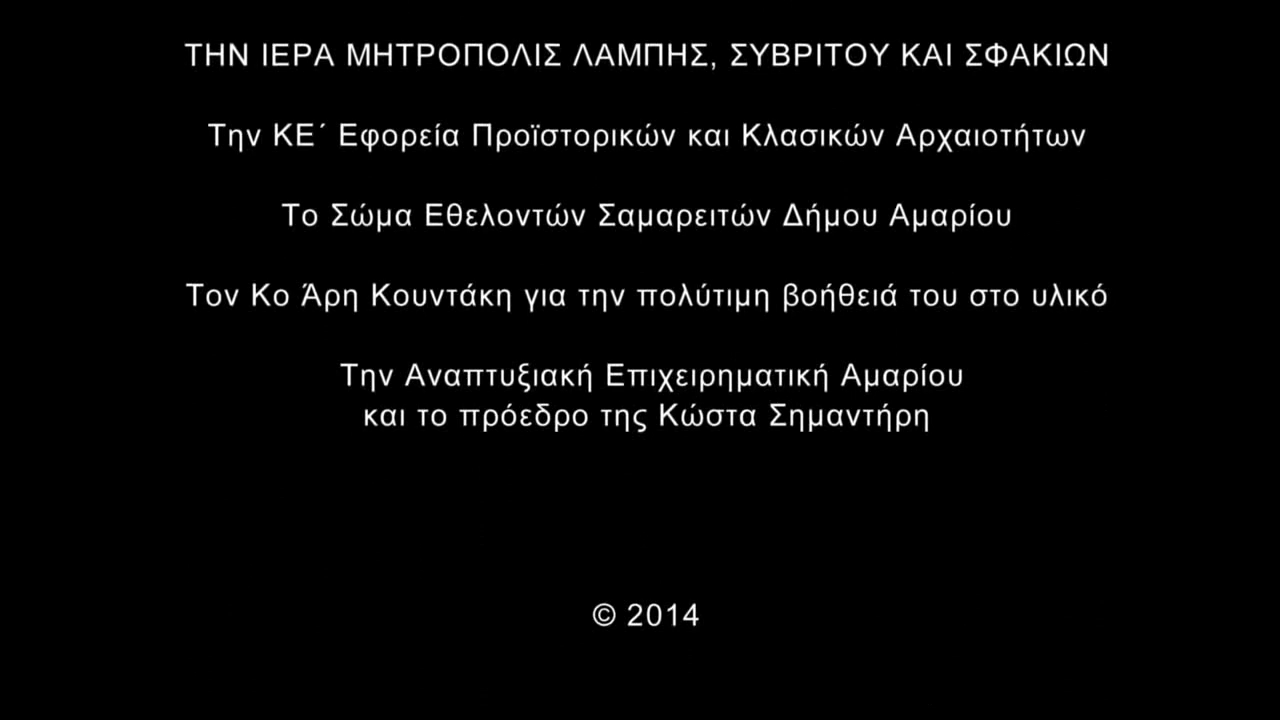 ΤΗΝ ΙΕΡΑ ΜΗΤΡΟΠΟΛΙΣ ΛΑΜΠΗΣ, ΣΥΒΡΙΤΟΥ ΚΑΙ ΣΦΑΚΙΩΝ
Την ΚΕ΄ Εφορεία Προϊστορικών και Κλασικών Αρχαιοτήτων
Το Σώμα Εθελοντών Σαμαρειτών Δήμου Αμαρίου
Τον Κο Άρη Κουντάκη για την πολύτιμη βοήθειά του στο υλικό
Την Αναπτυξιακή Επιχειρηματική Αμαρίου
και το πρόεδρο της Κώστα Σημαντήρη
© 2014